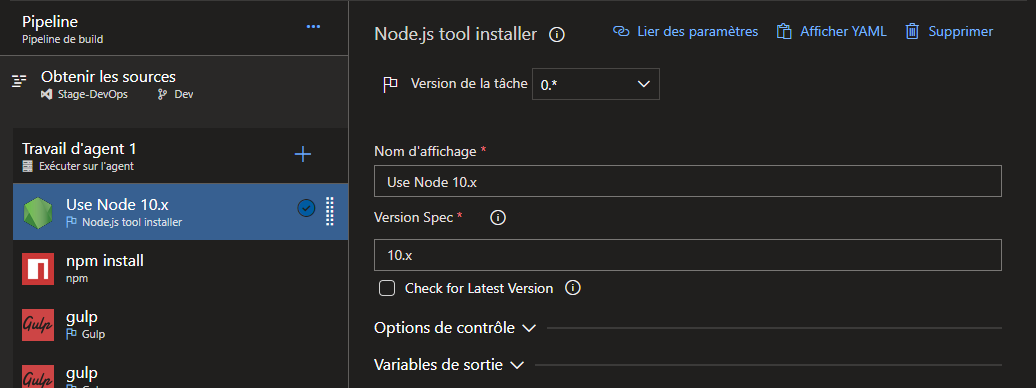 Pipeline
Pipeline de build
...
Obtenir les sources
Stage-DevOps Dev
Travail d'agent 1
Exécuter sur l'agent
Use Node 10.x
Node.js tool installer
npm install
npm
gulp
Gulp
gulp
Node.js tool installer
Lier des paramètres Afficher YAML Supprimer
Version de la tâche 0.*
Nom d'affichage *
Use Node 10.x
Version Spec *
10.x
Check for Latest Version
Options de contrôle
Variables de sortie